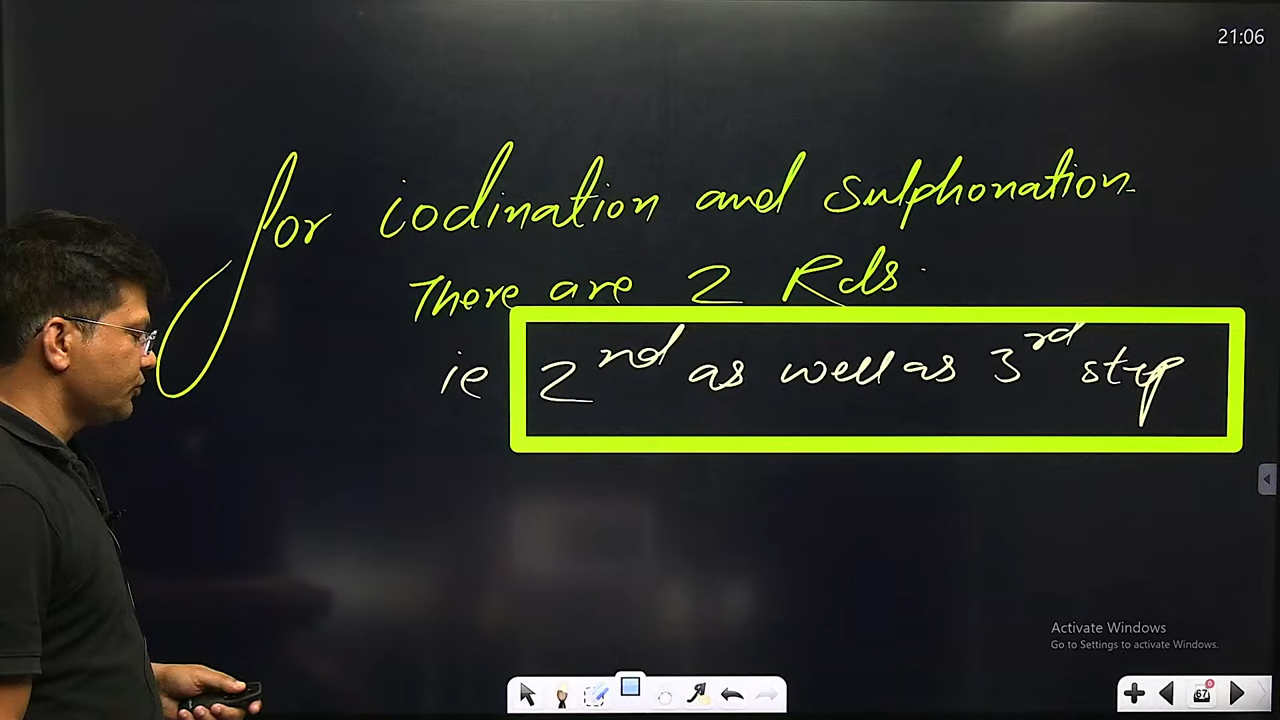 21:06
for iodination and sulphonation
There are 2 Rds.
ie 2nd as well as 3rd step
Activate Windows
Go to Settings to activate Windows.
67